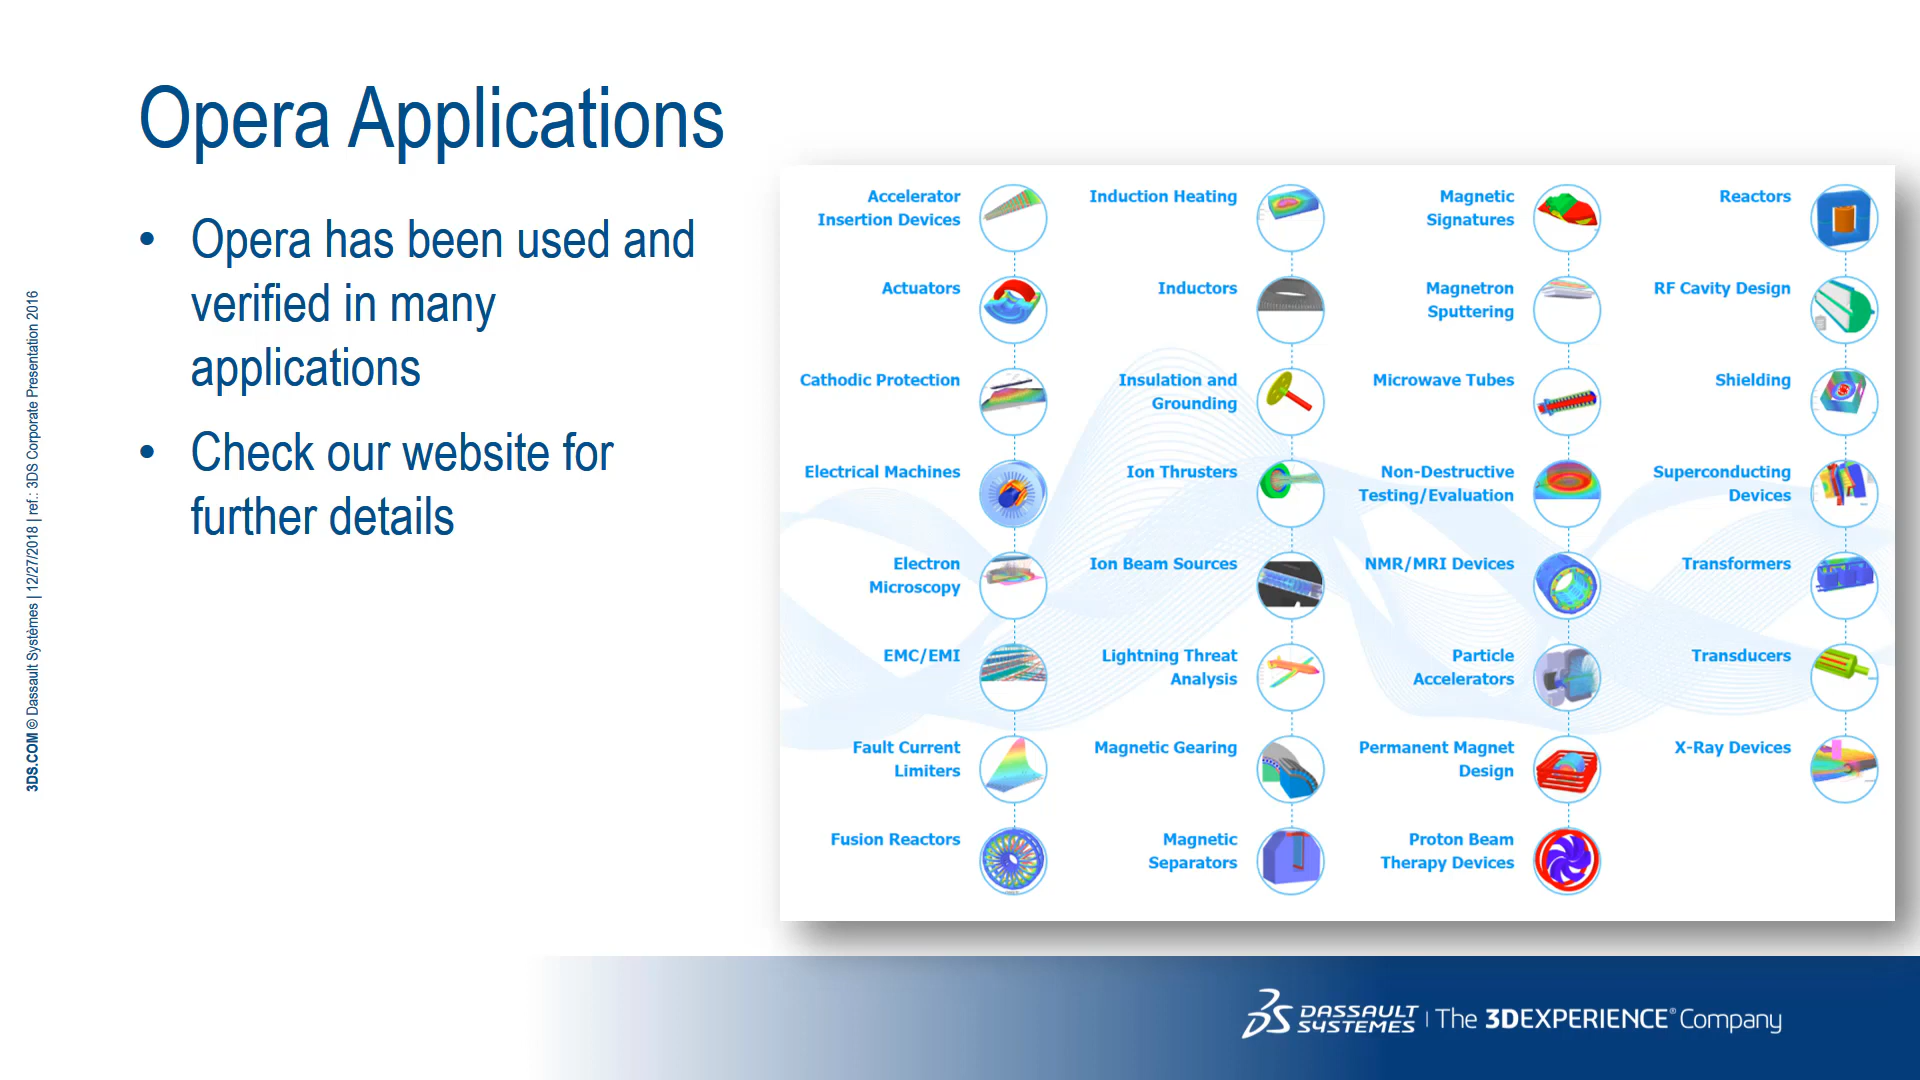 Opera Applications
• Opera has been used and
verified in many
applications
• Check our website for
further details
Accelerator
Insertion Devices
Actuators
Cathodic Protection
Electrical Machines
Electron
Microscopy
EMC/EMI
Fault Current
Limiters
Fusion Reactors
Induction Heating
Inductors
Insulation and
Grounding
Ion Thrusters
Ion Beam Sources
Lightning Threat
Analysis
Magnetic Gearing
Magnetic
Separators
Magnetic
Signatures
Magnetron
Sputtering
Microwave Tubes
Non-Destructive
Testing/Evaluation
NMR/MRI Devices
Particle
Accelerators
Permanent Magnet
Design
Proton Beam
Therapy Devices
Reactors
RF Cavity Design
Shielding
Superconducting
Devices
Transformers
Transducers
X-Ray Devices
3DS.COM © Dassault Systèmes | 12/27/2018 | ref.: 3DS Corporate Presentation 2016
DASSAULT
SYSTEMES | The 3DEXPERIENCE® Company